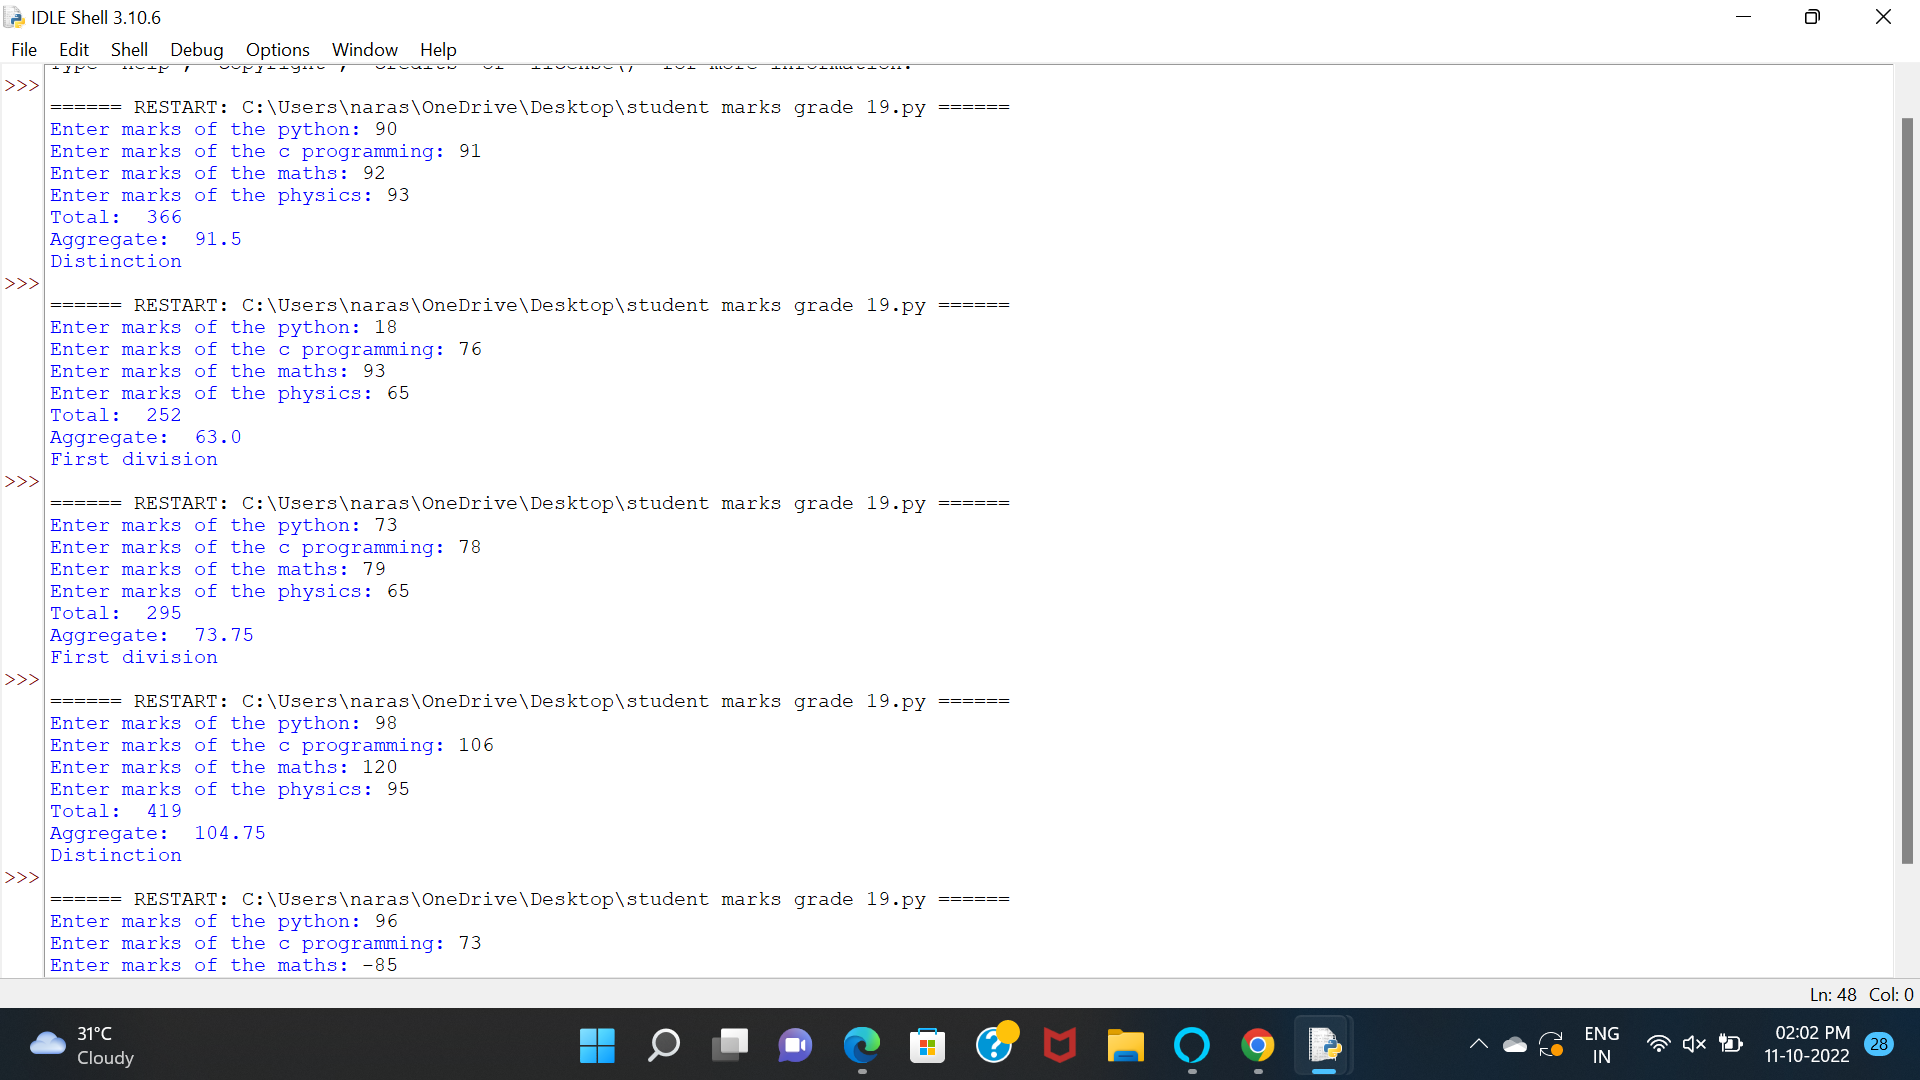 IDLE Shell 3.10.6
File Edit Shell Debug Options Window Help
>>>
====== RESTART: C:\Users\naras\OneDrive\Desktop\student marks grade 19.py ======
Enter marks of the python: 90
Enter marks of the c programming: 91
Enter marks of the maths: 92
Enter marks of the physics: 93
Total:  366
Aggregate:  91.5
Distinction
>>>
====== RESTART: C:\Users\naras\OneDrive\Desktop\student marks grade 19.py ======
Enter marks of the python: 18
Enter marks of the c programming: 76
Enter marks of the maths: 93
Enter marks of the physics: 65
Total:  252
Aggregate:  63.0
First division
>>>
====== RESTART: C:\Users\naras\OneDrive\Desktop\student marks grade 19.py ======
Enter marks of the python: 73
Enter marks of the c programming: 78
Enter marks of the maths: 79
Enter marks of the physics: 65
Total:  295
Aggregate:  73.75
First division
>>>
====== RESTART: C:\Users\naras\OneDrive\Desktop\student marks grade 19.py ======
Enter marks of the python: 98
Enter marks of the c programming: 106
Enter marks of the maths: 120
Enter marks of the physics: 95
Total:  419
Aggregate:  104.75
Distinction
>>>
====== RESTART: C:\Users\naras\OneDrive\Desktop\student marks grade 19.py ======
Enter marks of the python: 96
Enter marks of the c programming: 73
Enter marks of the maths: -85
Ln: 48 Col: 0
31°C
Cloudy
ENG
IN
02:02 PM
11-10-2022
28